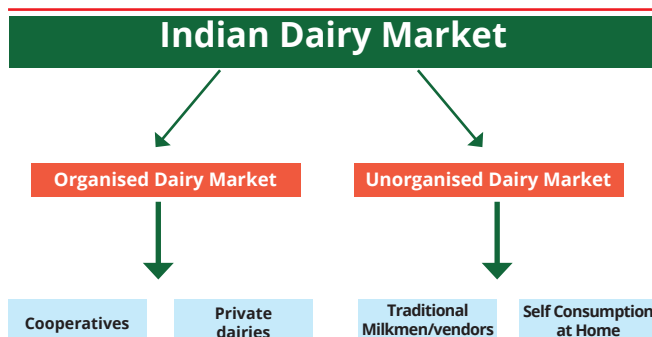 Indian Dairy Market
Organised Dairy Market
Unorganised Dairy Market
Cooperatives
Private
dairies
Traditional
Milkmen/vendors
Self Consumption
at Home